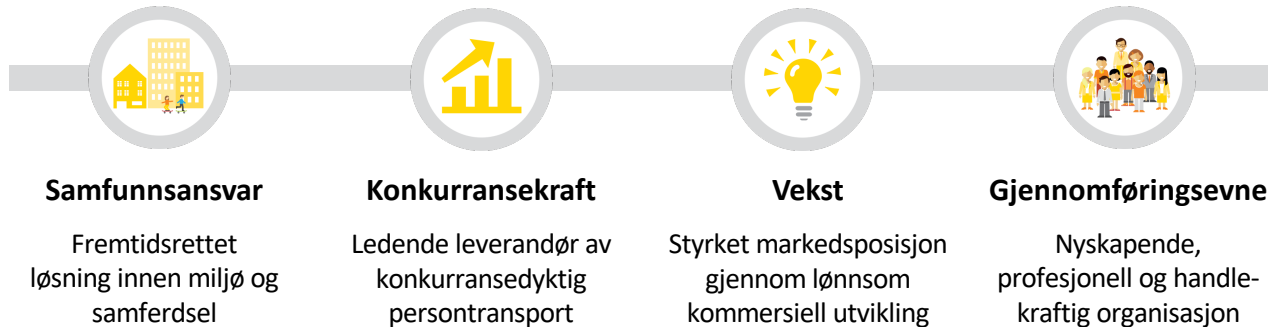 Samfunnsansvar
Fremtidsrettet
løsning innen miljø og
samferdsel
Konkurransekraft
Ledende leverandør av
konkurransedyktig
persontransport
Vekst
Styrket markedsposisjon
gjennom lønnsom
kommersiell utvikling
Gjennomføringsevne
Nyskapende,
profesjonell og handle-
kraftig organisasjon